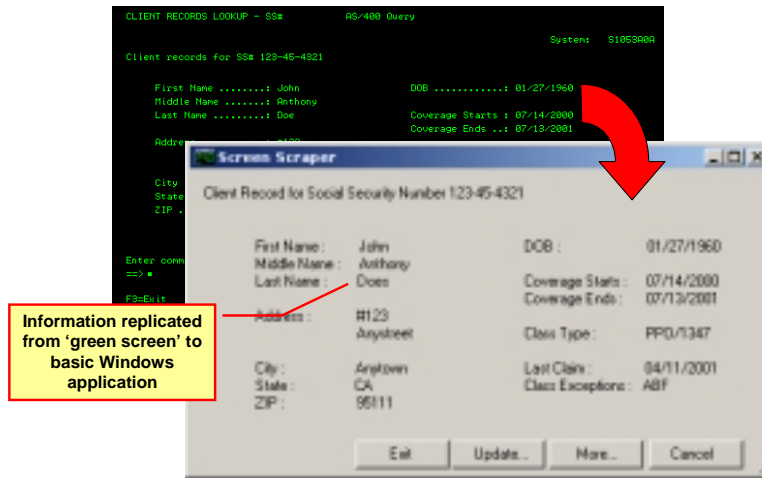 CLIENT RECORDS LOOKUP - SS# AS/400 Query
System: S1053A0A
Client records for SS# 123-45-4321
First Name ........: John DOB ............: 01/27/1960
Middle Name .......: Anthony
Last Name .........: Doe Coverage Starts : 07/14/2000
Coverage Ends ..: 07/13/2001
Addre
City
State
ZIP .
Enter comm
==>
F3=Exit
Screen Scraper
Client Record for Social Security Number 123-45-4321
First Name : John DOB : 01/27/1960
Middle Name : Anthony
Last Name : Does Coverage Starts : 07/14/2000
Coverage Ends : 07/13/2001
Address : #123
Anystreet Class Type : PPO/1347
City : Anytown Last Claim : 04/11/2001
State : CA Class Exceptions : ABF
ZIP : 95111
Exit Update... More... Cancel
Information replicated
from ‘green screen’ to
basic Windows
application